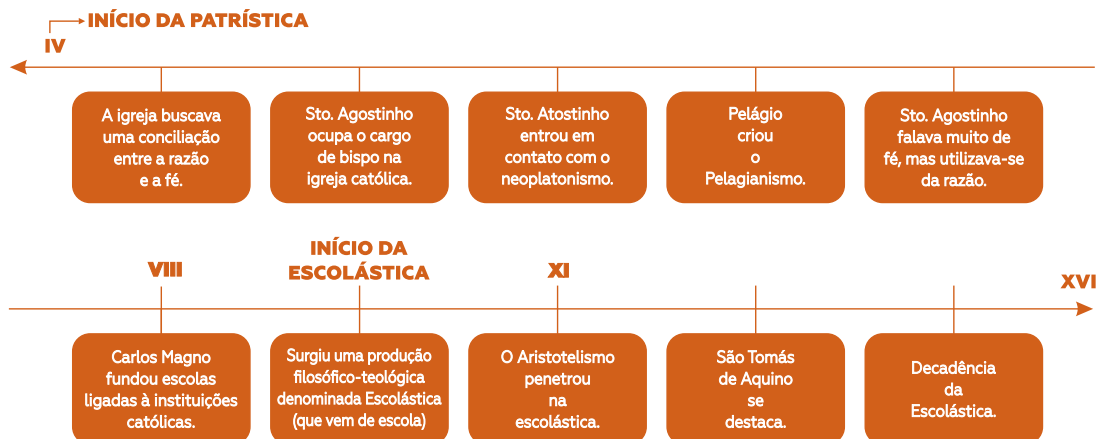 INÍCIO DA PATRÍSTICA
IV
A igreja buscava
uma conciliação
entre a razão
e a fé.
Sto. Agostinho
ocupa o cargo
de bispo na
igreja católica.
Sto. Atostinho
entrou em
contato com o
neoplatonismo.
Pelágio
criou
o
Pelagianismo.
Sto. Agostinho
falava muito de
fé, mas utilizava-se
da razão.
VIII
INÍCIO DA
ESCOLÁSTICA
XI
XVI
Carlos Magno
fundou escolas
ligadas à instituições
católicas.
Surgiu uma produção
filosófico-teológica
denominada Escolástica
(que vem de escola)
O Aristotelismo
penetrou
na
escolástica.
São Tomás
de Aquino
se
destaca.
Decadência
da
Escolástica.